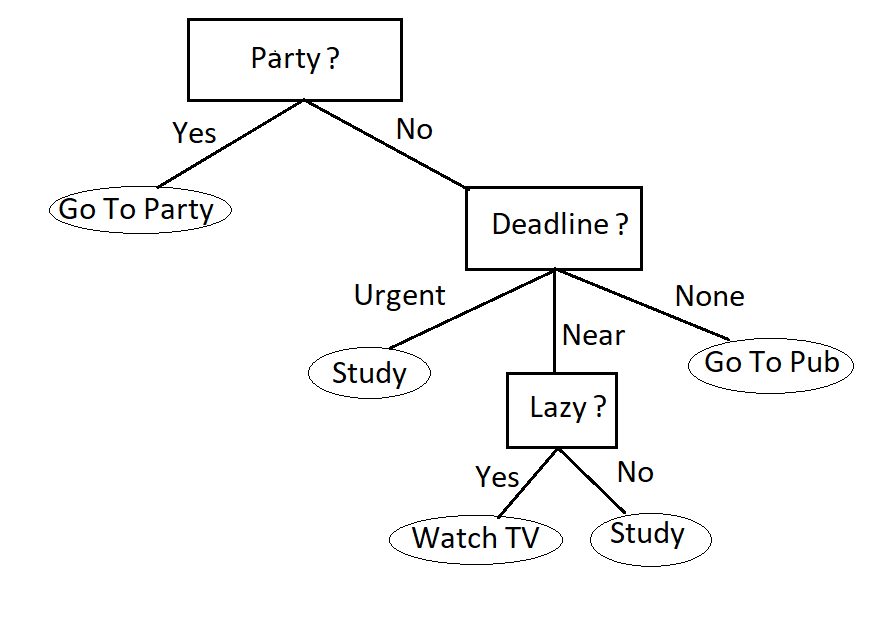 Party ?
Yes
No
Go To Party
Deadline ?
Urgent
None
Near
Study
Go To Pub
Lazy ?
Yes
No
Watch TV
Study